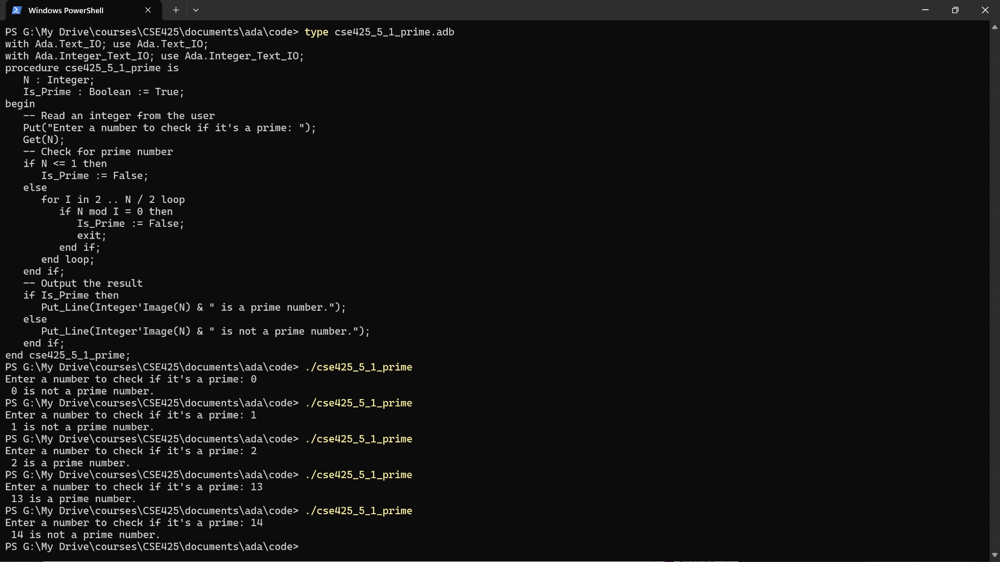 Windows PowerShell
PS G:\My Drive\courses\CSE425\documents\ada\code> type cse425_5_1_prime.adb
with Ada.Text_IO; use Ada.Text_IO;
with Ada.Integer_Text_IO; use Ada.Integer_Text_IO;
procedure cse425_5_1_prime is
   N : Integer;
   Is_Prime : Boolean := True;
begin
   -- Read an integer from the user
   Put("Enter a number to check if it's a prime: ");
   Get(N);
   -- Check for prime number
   if N <= 1 then
      Is_Prime := False;
   else
      for I in 2 .. N / 2 loop
         if N mod I = 0 then
            Is_Prime := False;
            exit;
         end if;
      end loop;
   end if;
   -- Output the result
   if Is_Prime then
      Put_Line(Integer'Image(N) & " is a prime number.");
   else
      Put_Line(Integer'Image(N) & " is not a prime number.");
   end if;
end cse425_5_1_prime;
PS G:\My Drive\courses\CSE425\documents\ada\code> ./cse425_5_1_prime
Enter a number to check if it's a prime: 0
 0 is not a prime number.
PS G:\My Drive\courses\CSE425\documents\ada\code> ./cse425_5_1_prime
Enter a number to check if it's a prime: 1
 1 is not a prime number.
PS G:\My Drive\courses\CSE425\documents\ada\code> ./cse425_5_1_prime
Enter a number to check if it's a prime: 2
 2 is a prime number.
PS G:\My Drive\courses\CSE425\documents\ada\code> ./cse425_5_1_prime
Enter a number to check if it's a prime: 13
 13 is a prime number.
PS G:\My Drive\courses\CSE425\documents\ada\code> ./cse425_5_1_prime
Enter a number to check if it's a prime: 14
 14 is not a prime number.
PS G:\My Drive\courses\CSE425\documents\ada\code>